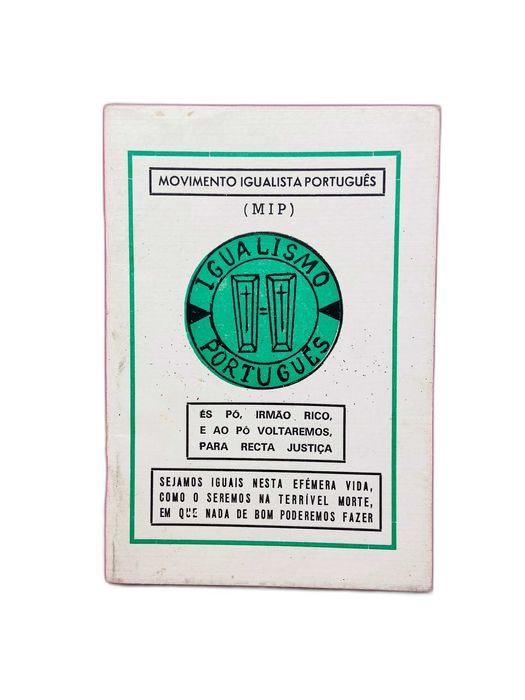 MOVIMENTO IGUALISTA PORTUGUÊS
(MIP)
IGUALISMO
=
PORTUGUÊS
ÉS PÓ, IRMÃO RICO,
E AO PÓ VOLTAREMOS,
PARA RECTA JUSTIÇA
SEJAMOS IGUAIS NESTA EFÉMERA VIDA,
COMO O SEREMOS NA TERRÍVEL MORTE,
EM QUE NADA DE BOM PODEREMOS FAZER